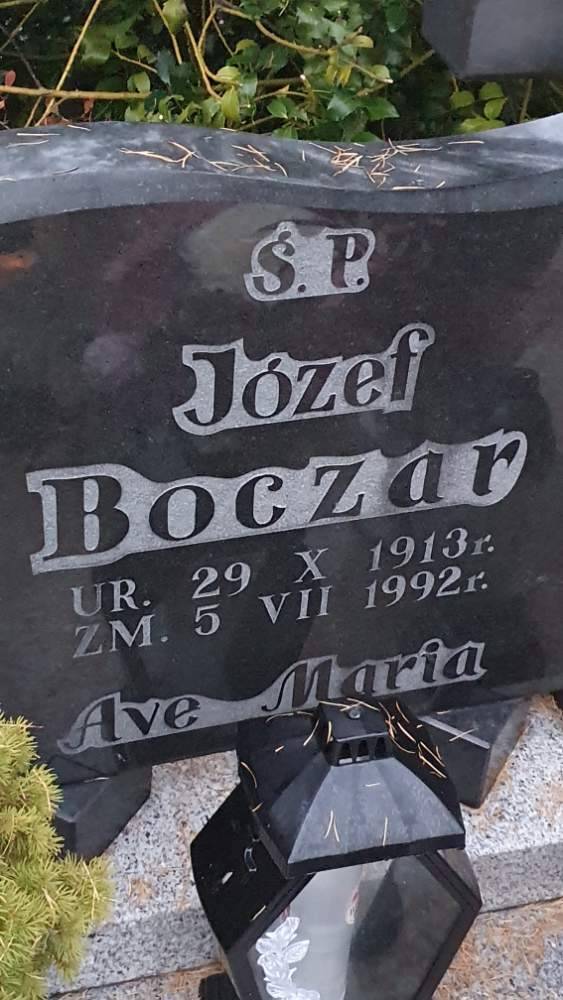 Ś. P.
Józef
Boczar
UR. 29 X 1913r.
ZM. 5 VII 1992r.
Ave Maria